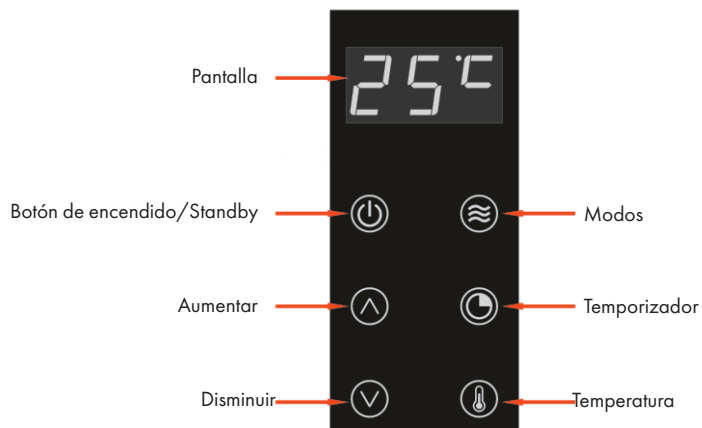 25°C
Pantalla
Botón de encendido/Standby
Modos
Aumentar
Temporizador
Disminuir
Temperatura